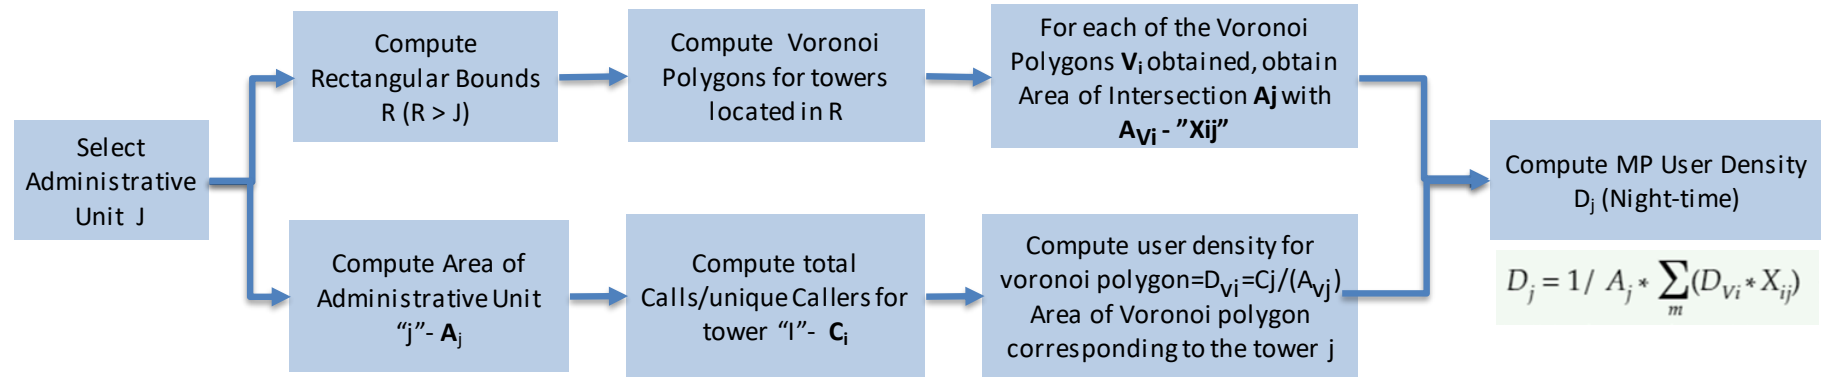 Select
Administrative
Unit J
Compute
Rectangular Bounds
R (R > J)
Compute Voronoi
Polygons for towers
located in R
For each of the Voronoi
Polygons Vi obtained, obtain
Area of Intersection Aj with
AVi - ”Xij”
Compute Area of
Administrative Unit
“j”- Aj
Compute total
Calls/unique Callers for
tower “I”- Ci
Compute user density for
voronoi polygon=DVi=Cj/(AVj)
Area of Voronoi polygon
corresponding to the tower j
Compute MP User Density
Dj (Night-time)
Dj = 1/ Aj * ∑(DVi * Xij)
m